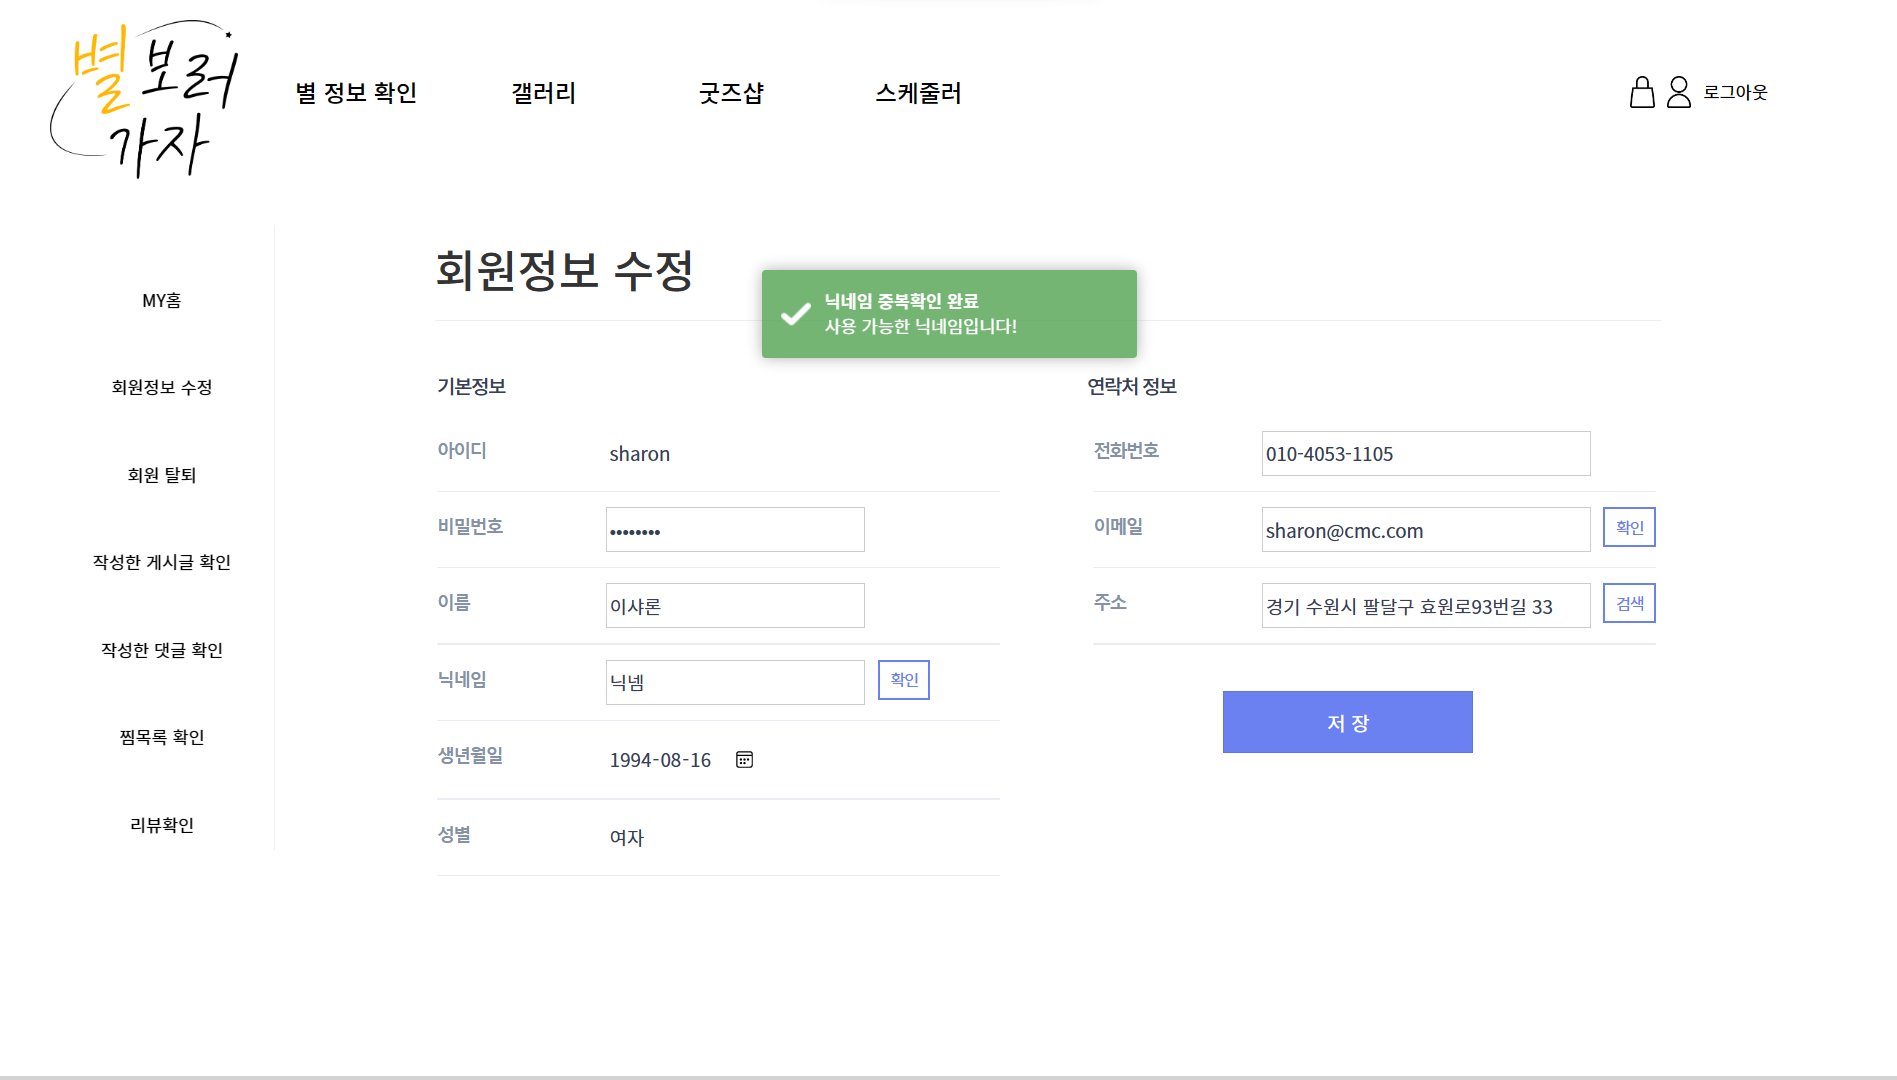 별 보러
가자
별 정보 확인
갤러리
굿즈샵
스케줄러
로그아웃
MY홈
회원정보 수정
회원 탈퇴
작성한 게시글 확인
작성한 댓글 확인
찜목록 확인
리뷰확인
회원정보 수정
닉네임 중복확인 완료
사용 가능한 닉네임입니다!
기본정보
아이디
sharon
비밀번호
••••••••
이름
이샤론
닉네임
닉넴
확인
생년월일
1994-08-16
성별
여자
연락처 정보
전화번호
010-4053-1105
이메일
sharon@cmc.com
확인
주소
경기 수원시 팔달구 효원로93번길 33
검색
저 장